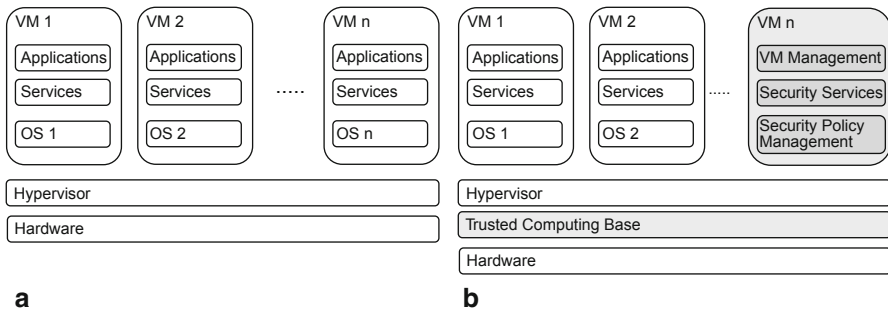 VM 1
Applications
Services
OS 1
VM 2
Applications
Services
OS 2
.....
VM n
Applications
Services
OS n
Hypervisor
Hardware
a
VM 1
Applications
Services
OS 1
VM 2
Applications
Services
OS 2
.....
VM n
VM Management
Security Services
Security Policy
Management
Hypervisor
Trusted Computing Base
Hardware
b